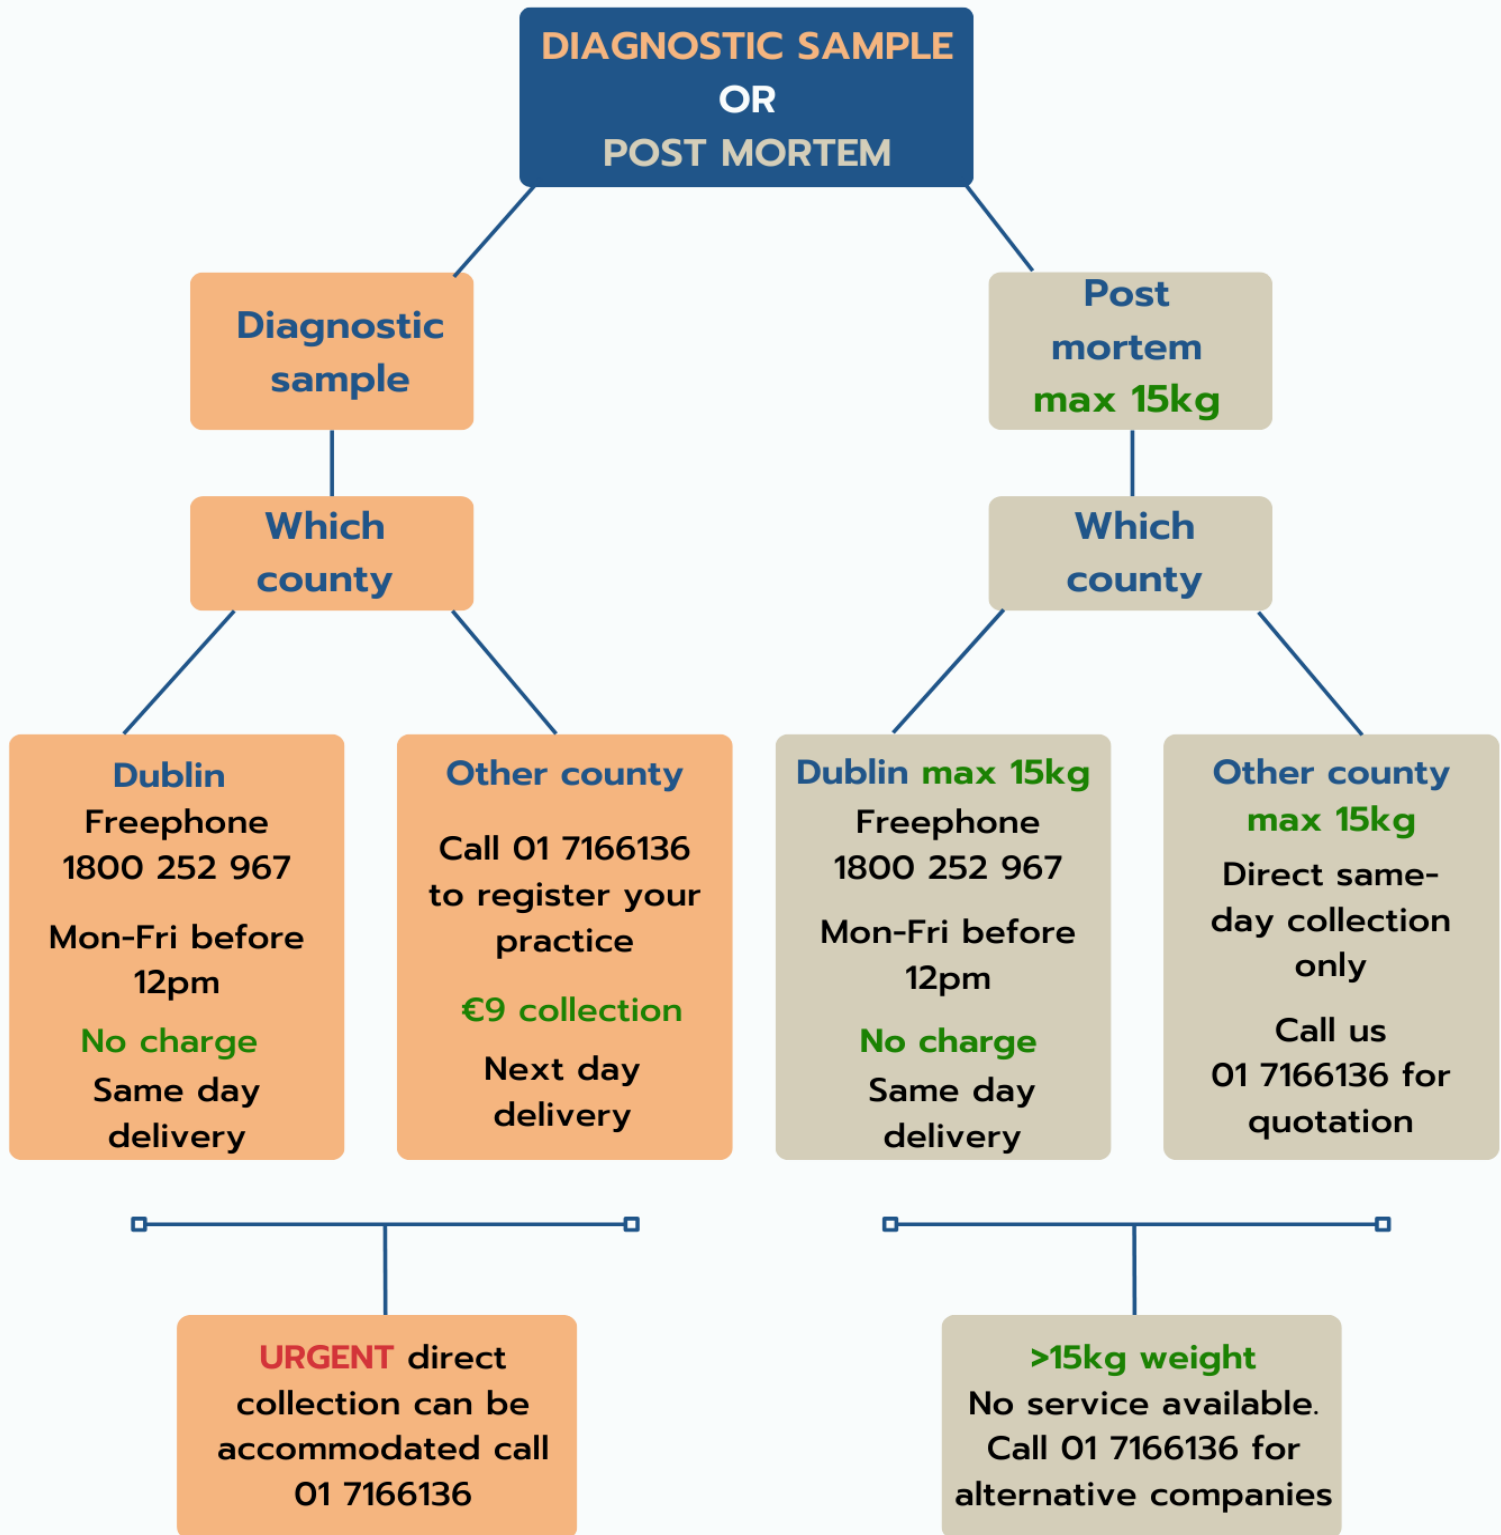 DIAGNOSTIC SAMPLE
OR
POST MORTEM
Diagnostic
sample
Which
county
Dublin
Freephone
1800 252 967
Mon-Fri before
12pm
No charge
Same day
delivery
Other county
Call 01 7166136
to register your
practice
€9 collection
Next day
delivery
URGENT direct
collection can be
accommodated call
01 7166136
Post
mortem
max 15kg
Which
county
Dublin max 15kg
Freephone
1800 252 967
Mon-Fri before
12pm
No charge
Same day
delivery
Other county
max 15kg
Direct same-
day collection
only
Call us
01 7166136 for
quotation
>15kg weight
No service available.
Call 01 7166136 for
alternative companies